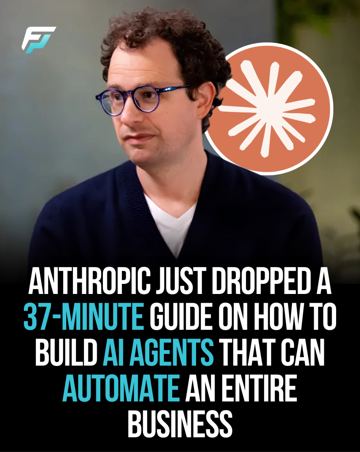 ANTHROPIC JUST DROPPED A
37-MINUTE GUIDE ON HOW TO
BUILD AI AGENTS THAT CAN
AUTOMATE AN ENTIRE
BUSINESS